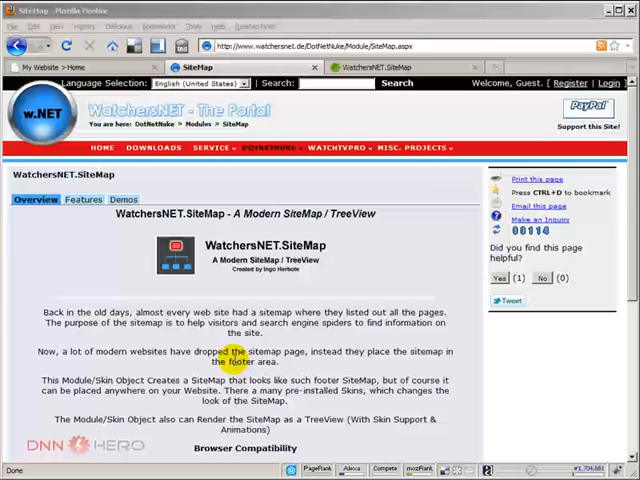 SiteMap - Mozilla Firefox
File Edit View History Bookmarks Tools Help
http://www.watchersnet.de/DotNetNuke/Module/SiteMap.aspx
My Website > Home
SiteMap
WatchersNET.SiteMap
Language Selection: English (United States) Search: Search Welcome, Guest. [ Register | Login ]
w.NET
WatchersNET - The Portal
You are here: DotNetNuke > Modules > SiteMap
PayPal
Support this Site!
HOME DOWNLOADS SERVICE DOTNETNUKE WATCHTVPRO MISC. PROJECTS
WatchersNET.SiteMap
Overview Features Demos
WatchersNET.SiteMap - A Modern SiteMap / TreeView
WatchersNET.SiteMap
A Modern SiteMap / TreeView
Created by Ingo Herbote
Back in the old days, almost every web site had a sitemap where they listed out all the pages.
The purpose of the sitemap is to help visitors and search engine spiders to find information on
the site.
Now, a lot of modern websites have dropped the sitemap page, instead they place the sitemap in
the footer area.
This Module/Skin Object Creates a SiteMap that looks like such footer SiteMap, but of course it
can be placed anywhere on your Website. There a many pre-installed Skins, which changes the
look of the SiteMap.
The Module/Skin Object also can Render the SiteMap as a TreeView (With Skin Support &
Animations)
Browser Compatibility
Print this page
Press CTRL+D to bookmark
Email this page
Make an Inquiry
00114
Did you find this page
helpful?
Yes (1) No (0)
Tweet
DNN HERO
Done
PageRank Alexa Compete mozRank
#1,704,881